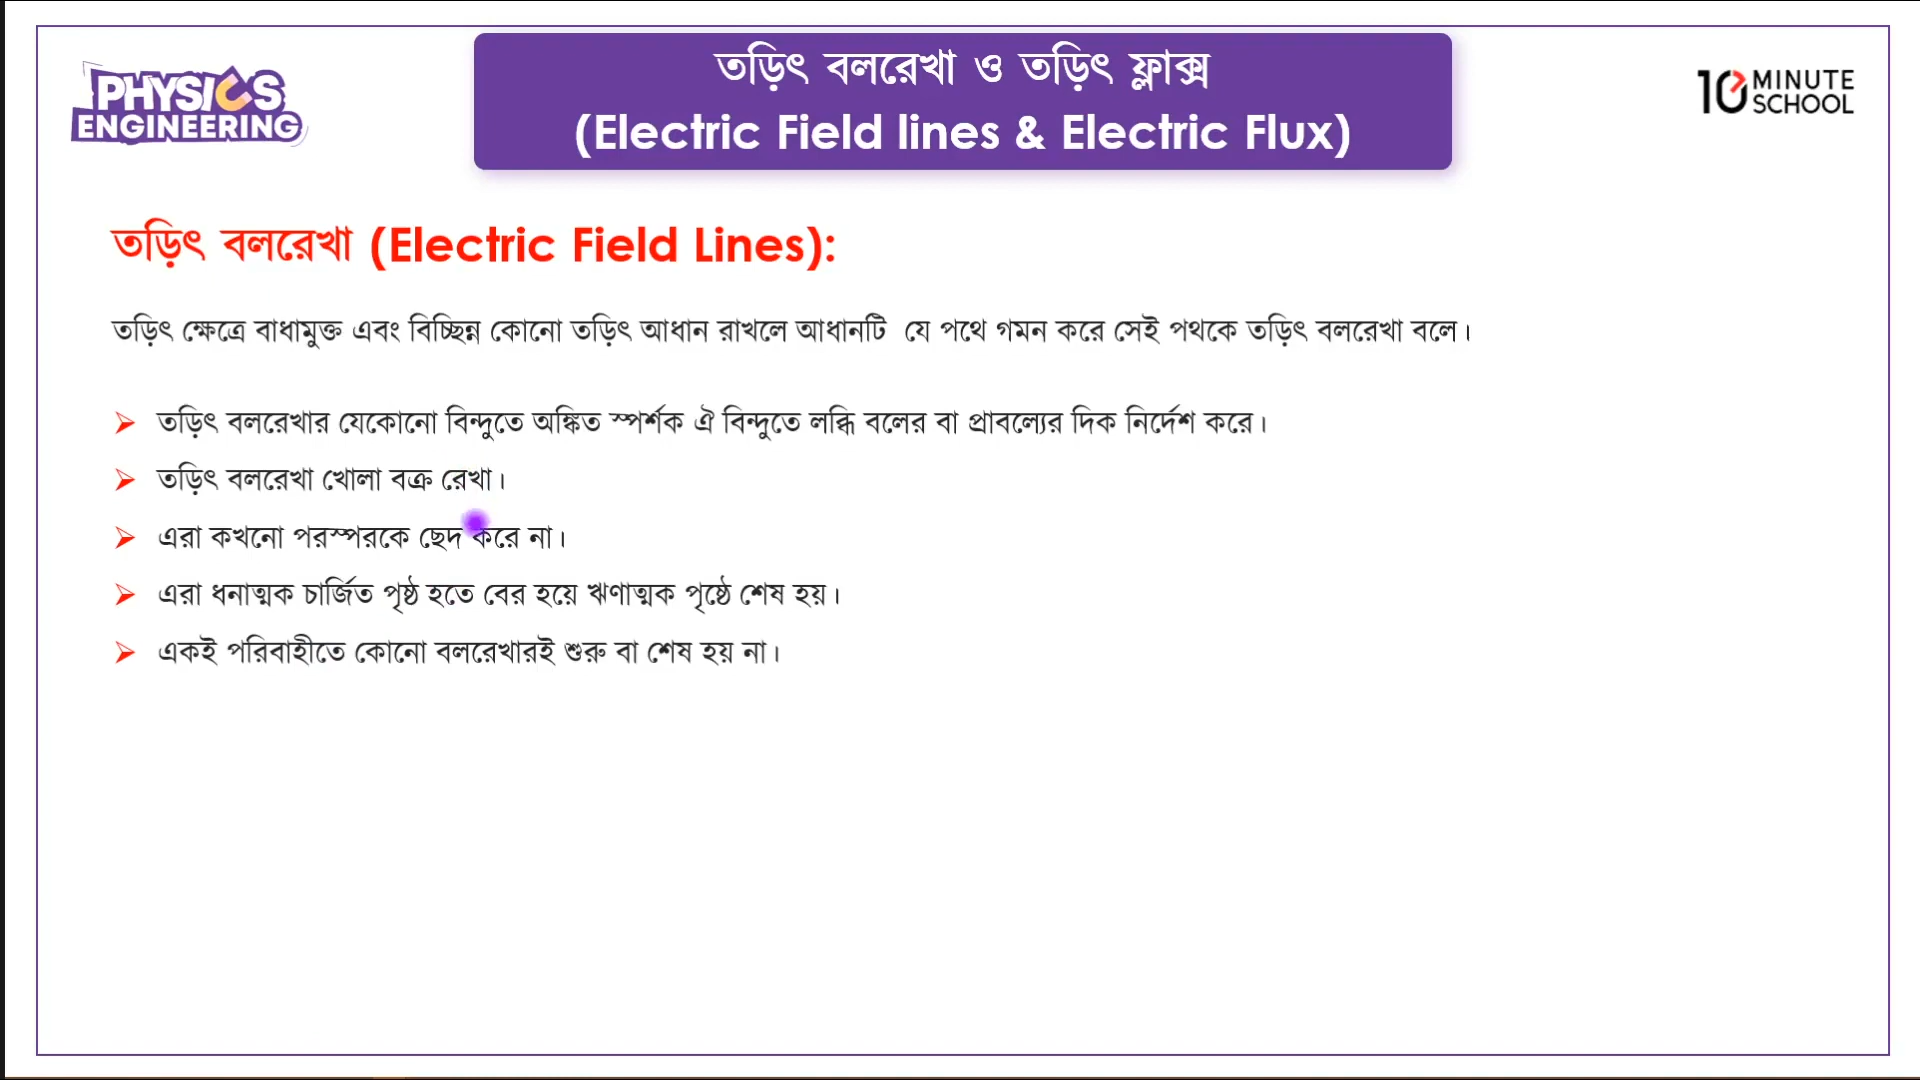 PHYSICS
ENGINEERING
তড়িৎ বলরেখা ও তড়িৎ ফ্লাক্স
(Electric Field lines & Electric Flux)
10 MINUTE
SCHOOL
তড়িৎ বলরেখা (Electric Field Lines):
তড়িৎ ক্ষেত্রে বাধামুক্ত এবং বিচ্ছিন্ন কোনো তড়িৎ আধান রাখলে আধানটি যে পথে গমন করে সেই পথকে তড়িৎ বলরেখা বলে।
➢ তড়িৎ বলরেখার যেকোনো বিন্দুতে অঙ্কিত স্পর্শক ঐ বিন্দুতে লব্ধি বলের বা প্রাবল্যের দিক নির্দেশ করে।
➢ তড়িৎ বলরেখা খোলা বক্র রেখা।
➢ এরা কখনো পরস্পরকে ছেদ করে না।
➢ এরা ধনাত্মক চার্জিত পৃষ্ঠ হতে বের হয়ে ঋণাত্মক পৃষ্ঠে শেষ হয়।
➢ একই পরিবাহীতে কোনো বলরেখারই শুরু বা শেষ হয় না।